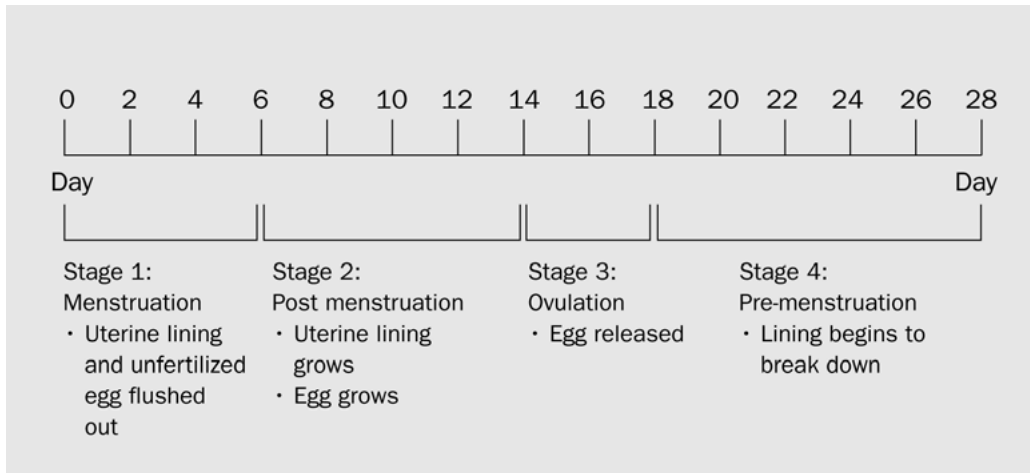 0 2 4 6 8 10 12 14 16 18 20 22 24 26 28
Day Day
Stage 1:
Menstruation
· Uterine lining
and unfertilized
egg flushed
out
Stage 2:
Post menstruation
· Uterine lining
grows
· Egg grows
Stage 3:
Ovulation
· Egg released
Stage 4:
Pre-menstruation
· Lining begins to
break down